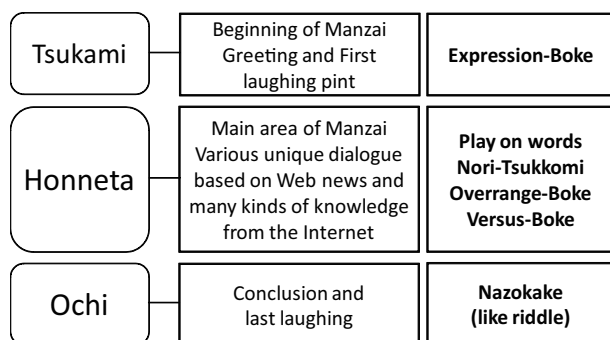 Tsukami
Beginning of Manzai
Greeting and First
laughing pint
Expression-Boke
Honneta
Main area of Manzai
Various unique dialogue
based on Web news and
many kinds of knowledge
from the Internet
Play on words
Nori-Tsukkomi
Overrange-Boke
Versus-Boke
Ochi
Conclusion and
last laughing
Nazokake
(like riddle)